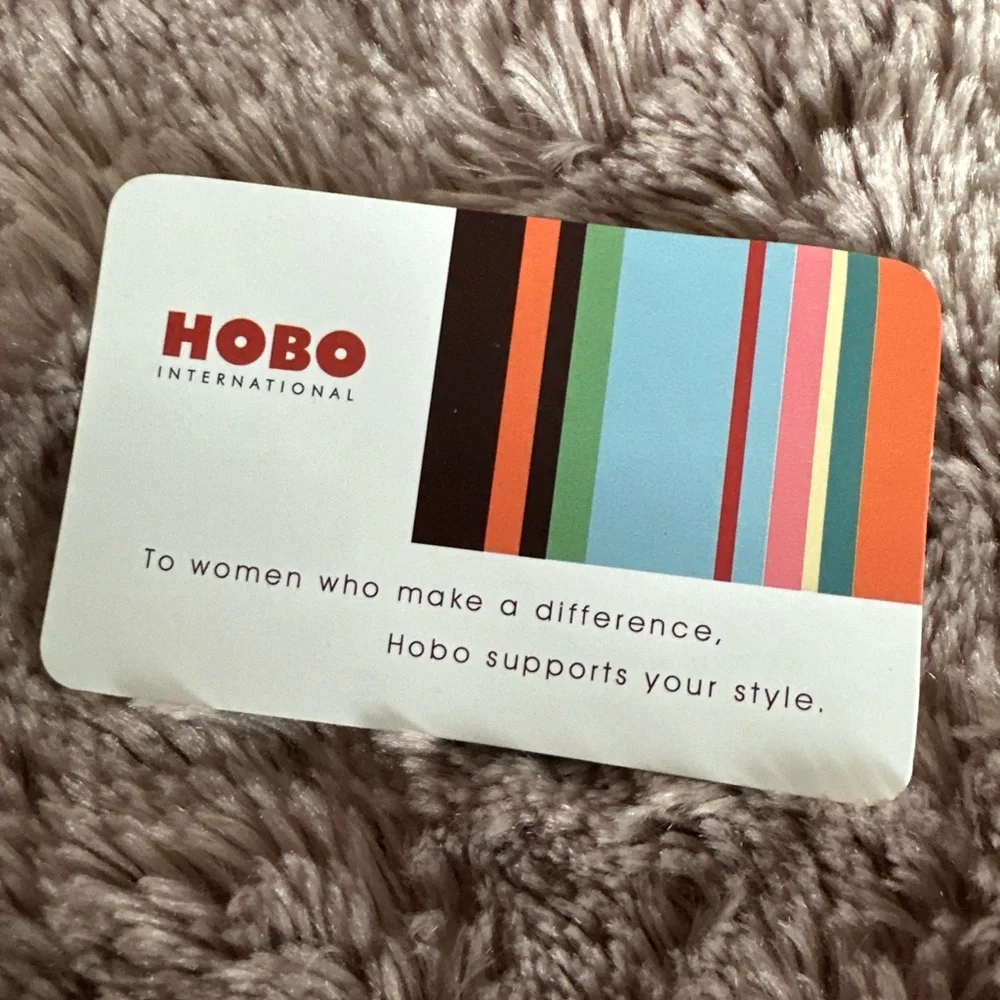 HOBO
INTERNATIONAL
To women who make a difference,
Hobo supports your style.